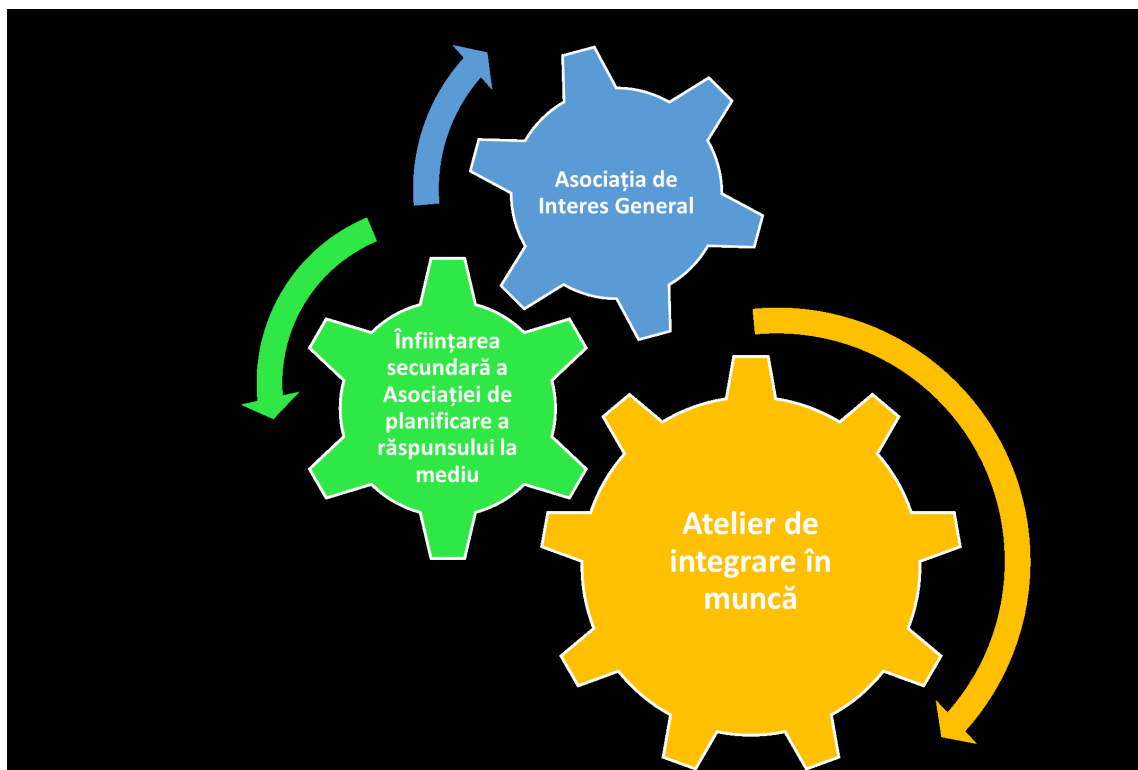 Asociația de
Interes General
Înființarea
secundară a
Asociației de
planificare a
răspunsului la
mediu
Atelier de
integrare în
muncă